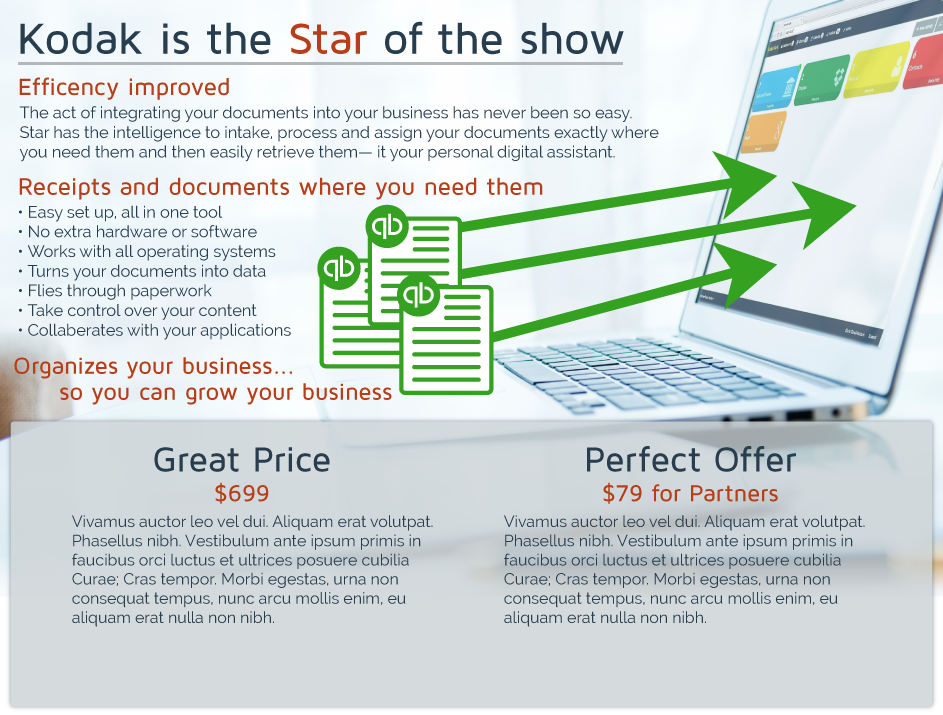 Kodak is the Star of the show
Efficency improved
The act of integrating your documents into your business has never been so easy.
Star has the intelligence to intake, process and assign your documents exactly where
you need them and then easily retrieve them— it your personal digital assistant.
Receipts and documents where you need them
• Easy set up, all in one tool
• No extra hardware or software
• Works with all operating systems
• Turns your documents into data
• Flies through paperwork
• Take control over your content
• Collaberates with your applications
qb
qb
qb
Organizes your business...
so you can grow your business
Great Price
$699
Vivamus auctor leo vel dui. Aliquam erat volutpat.
Phasellus nibh. Vestibulum ante ipsum primis in
faucibus orci luctus et ultrices posuere cubilia
Curae; Cras tempor. Morbi egestas, urna non
consequat tempus, nunc arcu mollis enim, eu
aliquam erat nulla non nibh.
Perfect Offer
$79 for Partners
Vivamus auctor leo vel dui. Aliquam erat volutpat.
Phasellus nibh. Vestibulum ante ipsum primis in
faucibus orci luctus et ultrices posuere cubilia
Curae; Cras tempor. Morbi egestas, urna non
consequat tempus, nunc arcu mollis enim, eu
aliquam erat nulla non nibh.